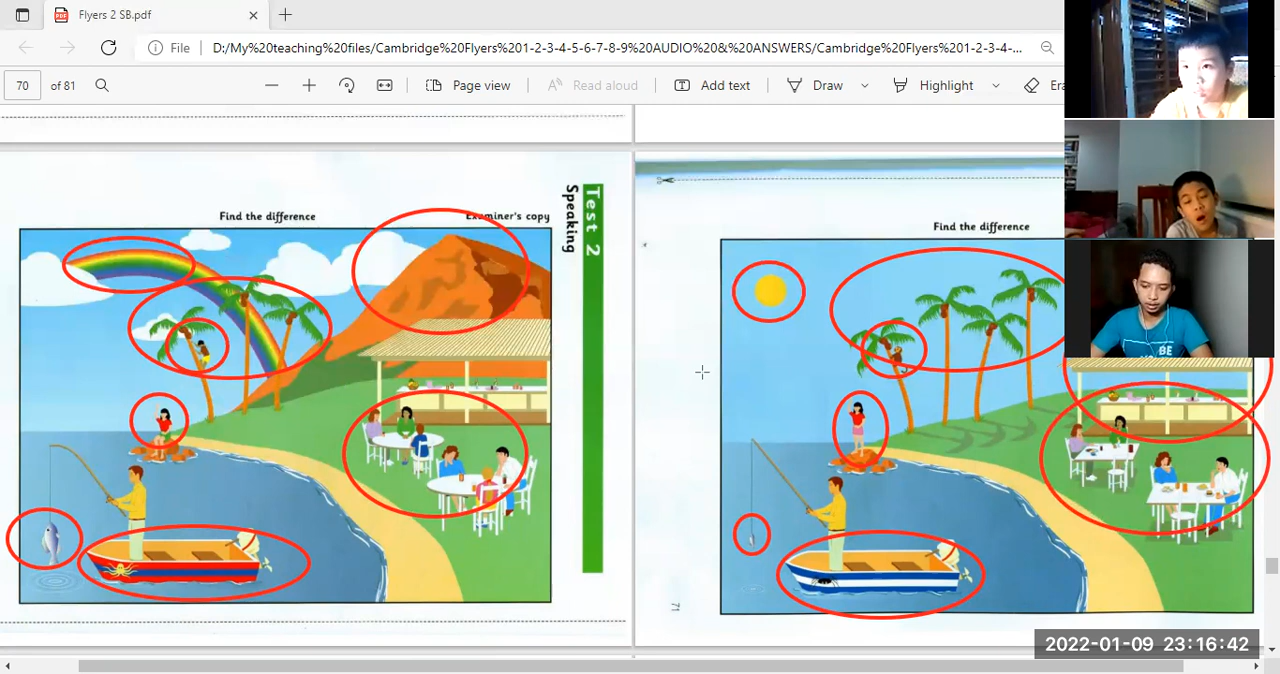 Flyers 2 SB.pdf
File
D:/My%20teaching%20files/Cambridge%20Flyers%201-2-3-4-5-6-7-8-9%20AUDIO%20&%20ANSWERS/Cambridge%20Flyers%201-2-3-4-...
70 of 81
Page view
Read aloud
Add text
Draw
Highlight
Era
Test 2
Speaking
Find the difference
Examiner's copy
Find the difference
BE
71
2022-01-09 23:16:42